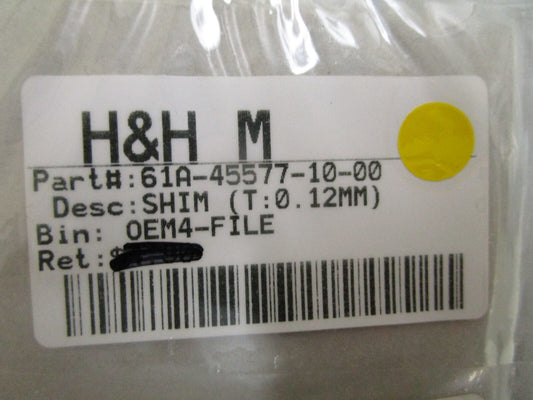 H&H M
Part#:61A-45577-10-00
Desc:SHIM (T:0.12MM)
Bin: OEM4-FILE
Ret:$